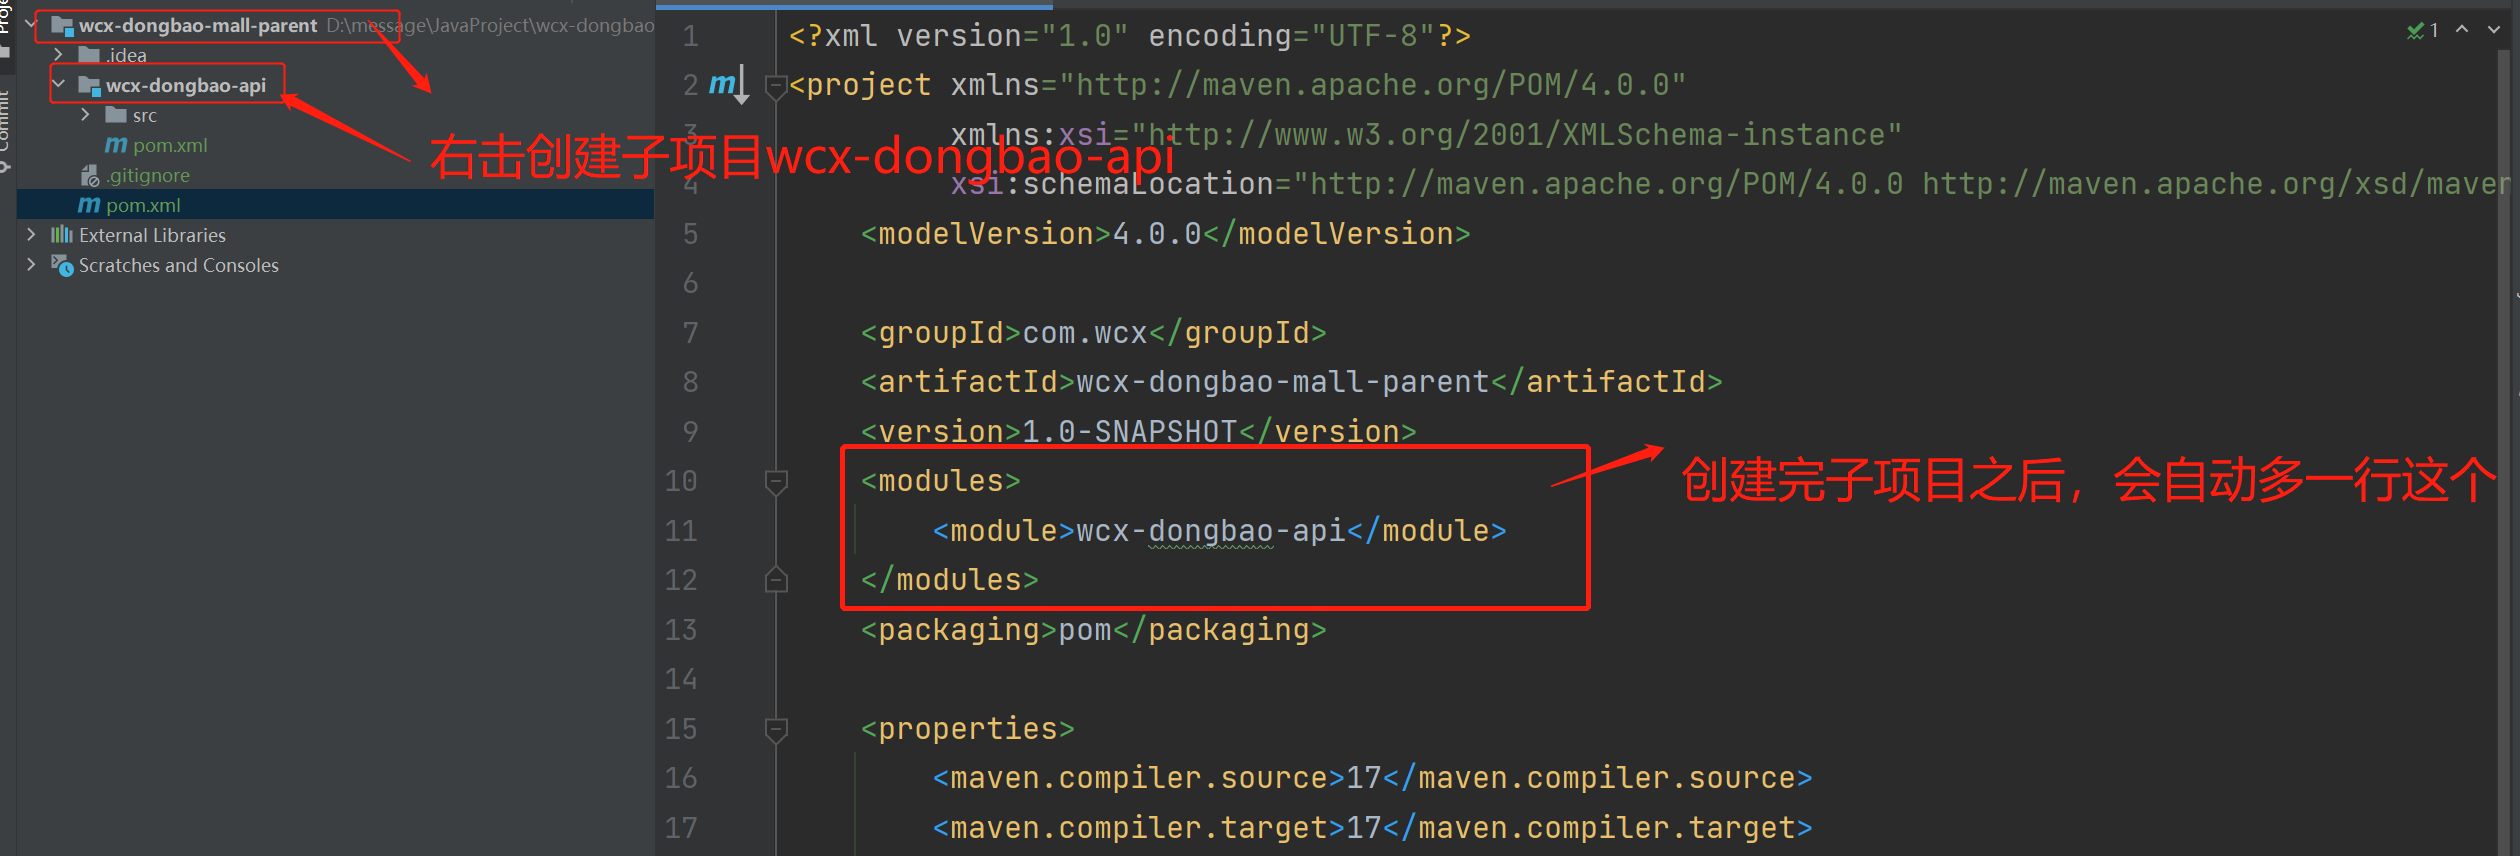 Proje
Commit
wcx-dongbao-mall-parent D:\message\JavaProject\wcx-dongbao
.idea
wcx-dongbao-api
src
pom.xml
.gitignore
pom.xml
External Libraries
Scratches and Consoles
右击创建子项目wcx-dongbao-api
1 <?xml version="1.0" encoding="UTF-8"?>
1
2 <project xmlns="http://maven.apache.org/POM/4.0.0"
3 xmlns:xsi="http://www.w3.org/2001/XMLSchema-instance"
4 xsi:schemaLocation="http://maven.apache.org/POM/4.0.0 http://maven.apache.org/xsd/maven
5 <modelVersion>4.0.0</modelVersion>
6
7 <groupId>com.wcx</groupId>
8 <artifactId>wcx-dongbao-mall-parent</artifactId>
9 <version>1.0-SNAPSHOT</version>
10 <modules>
创建完子项目之后，会自动多一行这个
11 <module>wcx-dongbao-api</module>
12 </modules>
13 <packaging>pom</packaging>
14
15 <properties>
16 <maven.compiler.source>17</maven.compiler.source>
17 <maven.compiler.target>17</maven.compiler.target>